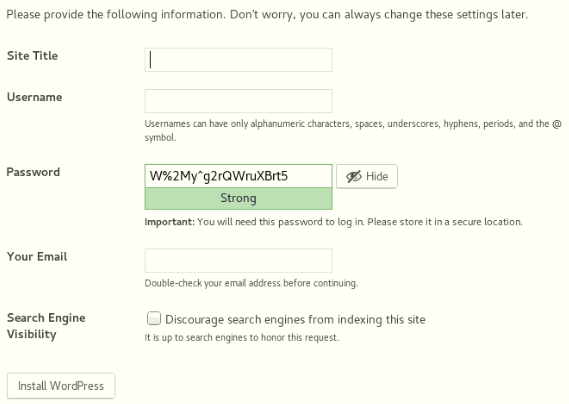 Please provide the following information. Don't worry, you can always change these settings later.
Site Title
Username
Usernames can have only alphanumeric characters, spaces, underscores, hyphens, periods, and the @
symbol.
Password
W%2My^g2rQWruXBrt5
Hide
Strong
Important: You will need this password to log in. Please store it in a secure location.
Your Email
Double-check your email address before continuing.
Search Engine
Visibility
Discourage search engines from indexing this site
It is up to search engines to honor this request.
Install WordPress